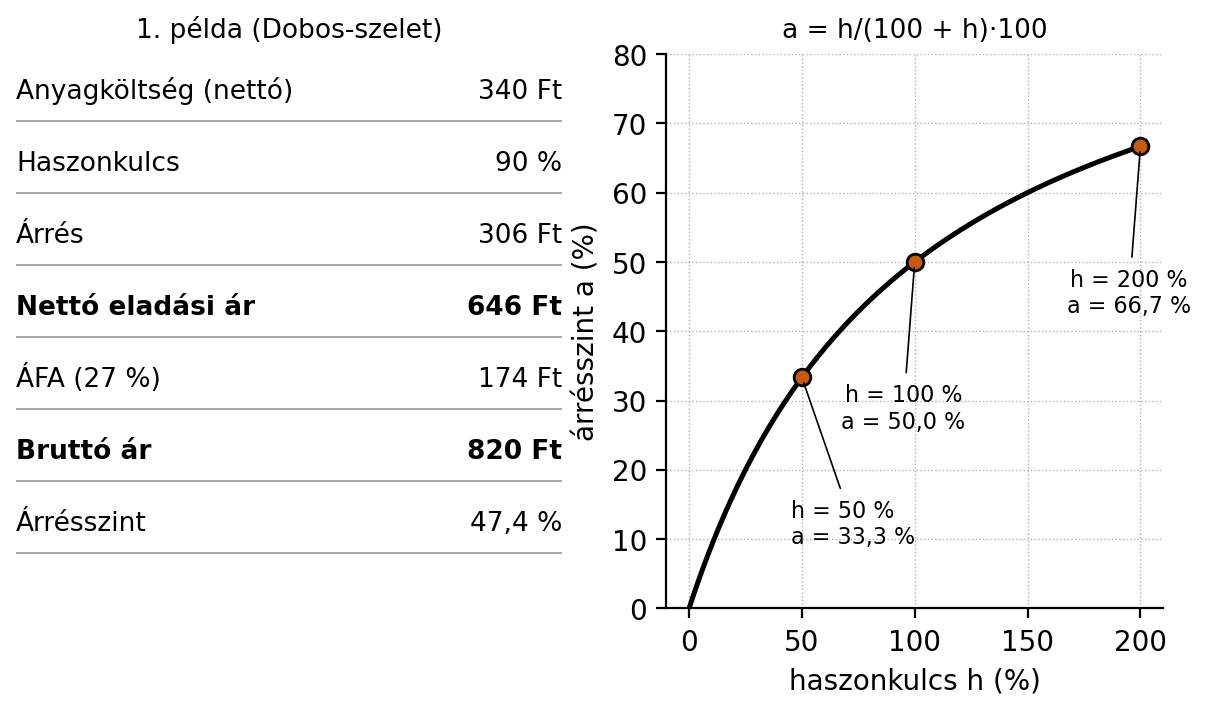 1. példa (Dobos-szelet)
Anyagköltség (nettó) 340 Ft
Haszonkulcs 90 %
Árrés 306 Ft
Nettó eladási ár 646 Ft
ÁFA (27 %) 174 Ft
Bruttó ár 820 Ft
Árrésszint 47,4 %
a = h/(100 + h)·100
árrésszint a (%)
80
70
60
50
40
30
20
10
0
h = 200 %
a = 66,7 %
h = 100 %
a = 50,0 %
h = 50 %
a = 33,3 %
0 50 100 150 200
haszonkulcs h (%)